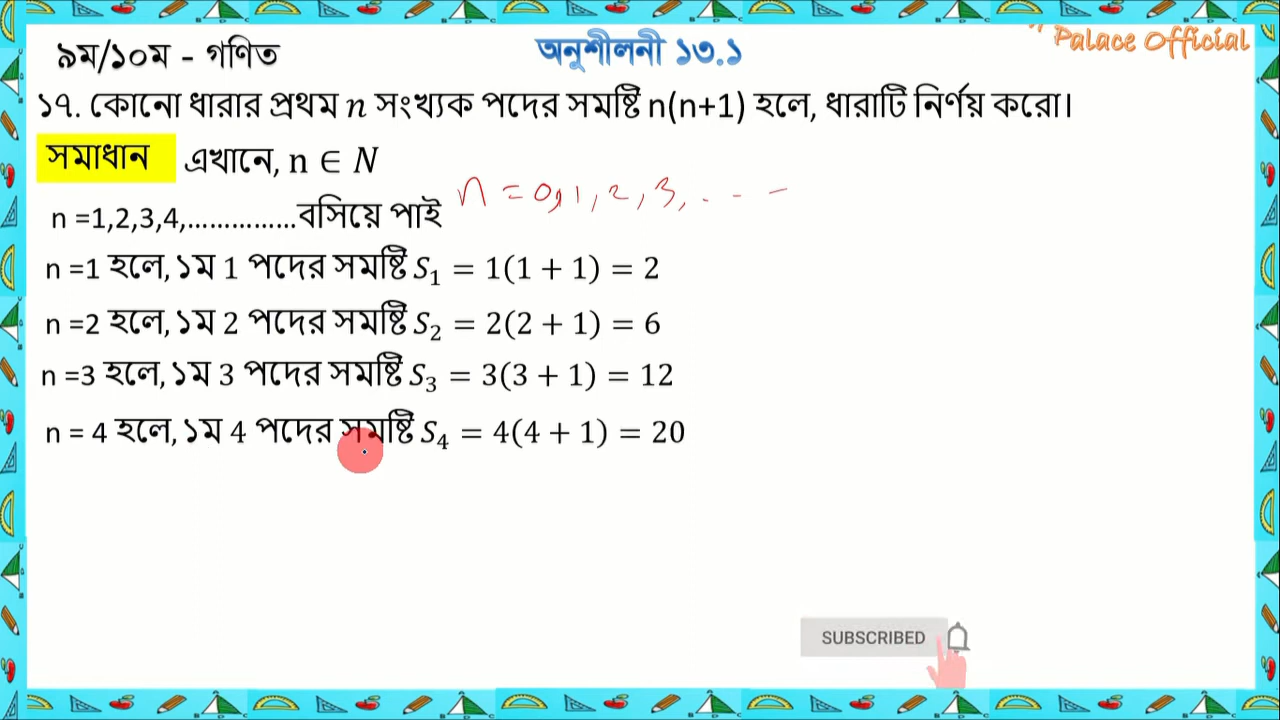 Palace Official
৯ম/১০ম - গণিত
অনুশীলনী ১৩.১
১৭. কোনো ধারার প্রথম n সংখ্যক পদের সমষ্টি n(n+1) হলে, ধারাটি নির্ণয় করো।
সমাধান এখানে, n ∈ N
n = 0, 1, 2, 3, . - -
n =1,2,3,4,...............বসিয়ে পাই
n =1 হলে, ১ম 1 পদের সমষ্টি S₁ = 1(1 + 1) = 2
n =2 হলে, ১ম 2 পদের সমষ্টি S₂ = 2(2 + 1) = 6
n =3 হলে, ১ম 3 পদের সমষ্টি S₃ = 3(3 + 1) = 12
n = 4 হলে, ১ম 4 পদের সমষ্টি S₄ = 4(4 + 1) = 20
SUBSCRIBED